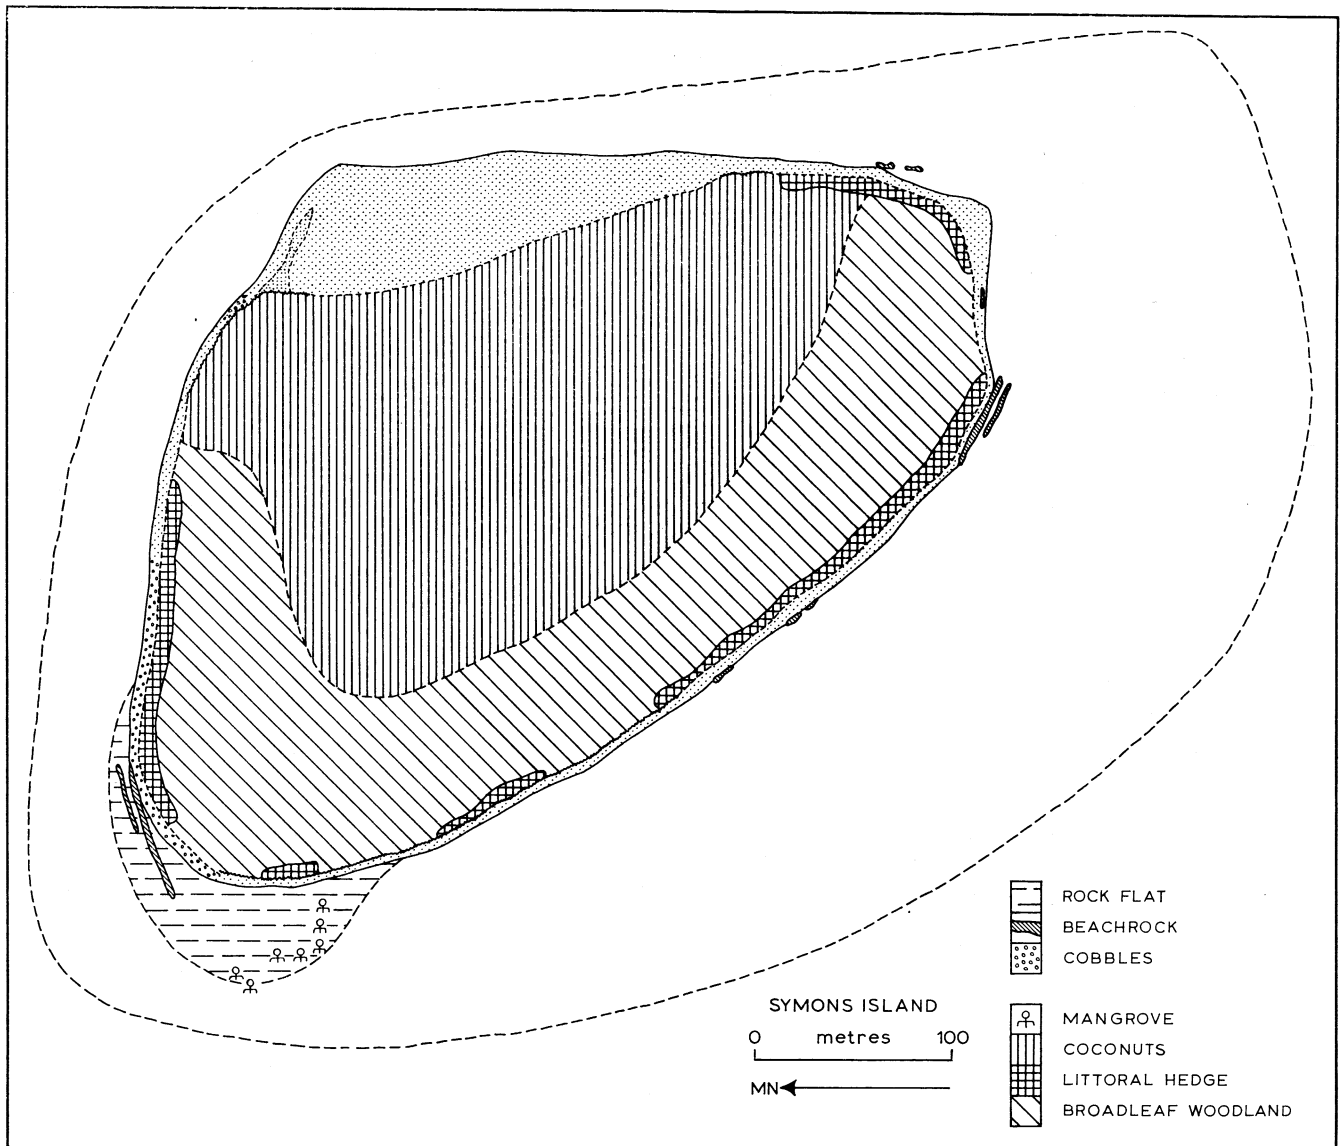 ROCK FLAT
BEACHROCK
COBBLES
SYMONS ISLAND
0 metres 100
MN
MANGROVE
COCONUTS
LITTORAL HEDGE
BROADLEAF WOODLAND